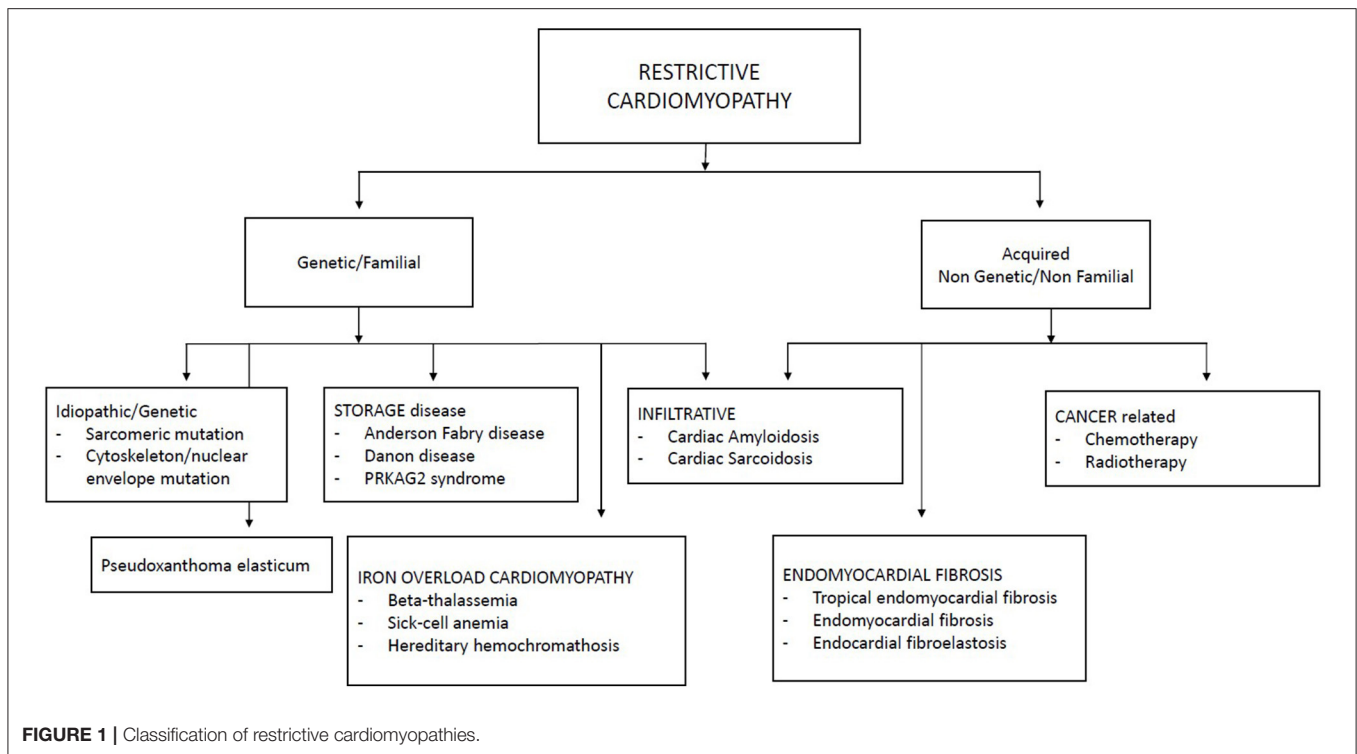 RESTRICTIVE
CARDIOMYOPATHY
Genetic/Familial
Acquired
Non Genetic/Non Familial
Idiopathic/Genetic
- Sarcomeric mutation
- Cytoskeleton/nuclear
envelope mutation
STORAGE disease
- Anderson Fabry disease
- Danon disease
- PRKAG2 syndrome
INFILTRATIVE
- Cardiac Amyloidosis
- Cardiac Sarcoidosis
CANCER related
- Chemotherapy
- Radiotherapy
Pseudoxanthoma elasticum
IRON OVERLOAD CARDIOMYOPATHY
- Beta-thalassemia
- Sick-cell anemia
- Hereditary hemochromathosis
ENDOMYOCARDIAL FIBROSIS
- Tropical endomyocardial fibrosis
- Endomyocardial fibrosis
- Endocardial fibroelastosis
FIGURE 1 | Classification of restrictive cardiomyopathies.